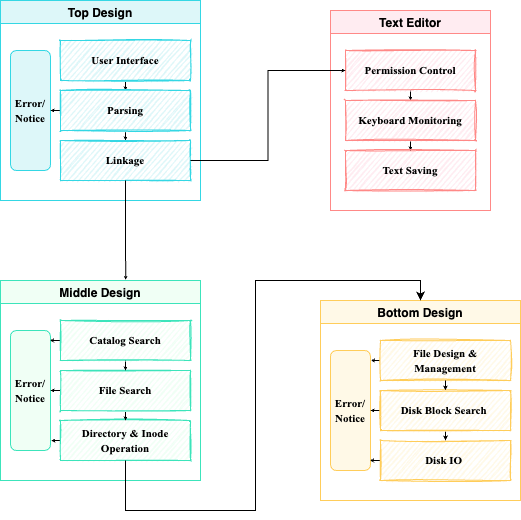 Top Design
User Interface
Error/
Notice
Parsing
Linkage
Text Editor
Permission Control
Keyboard Monitoring
Text Saving
Middle Design
Catalog Search
Error/
Notice
File Search
Directory & Inode
Operation
Bottom Design
File Design &
Management
Error/
Notice
Disk Block Search
Disk IO